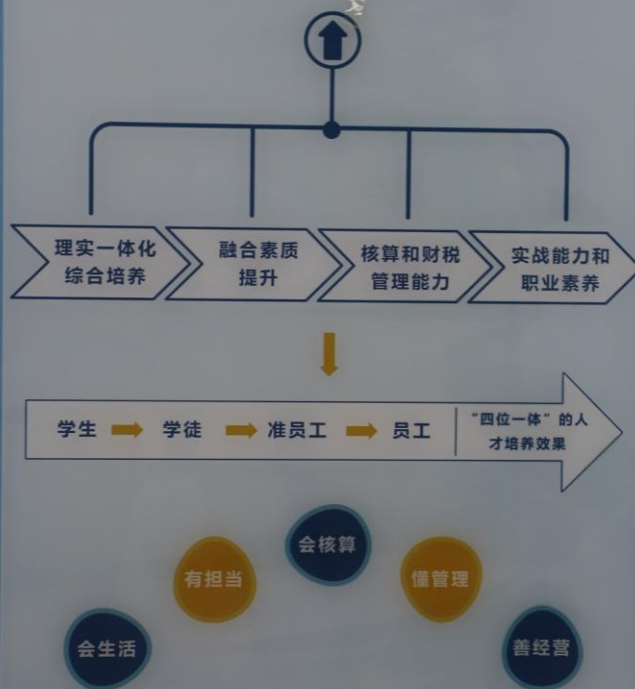 理实一体化
综合培养
融合素质
提升
核算和财税
管理能力
实战能力和
职业素养
学生
学徒
准员工
员工
“四位一体”的人
才培养效果
会核算
有担当
懂管理
会生活
善经营